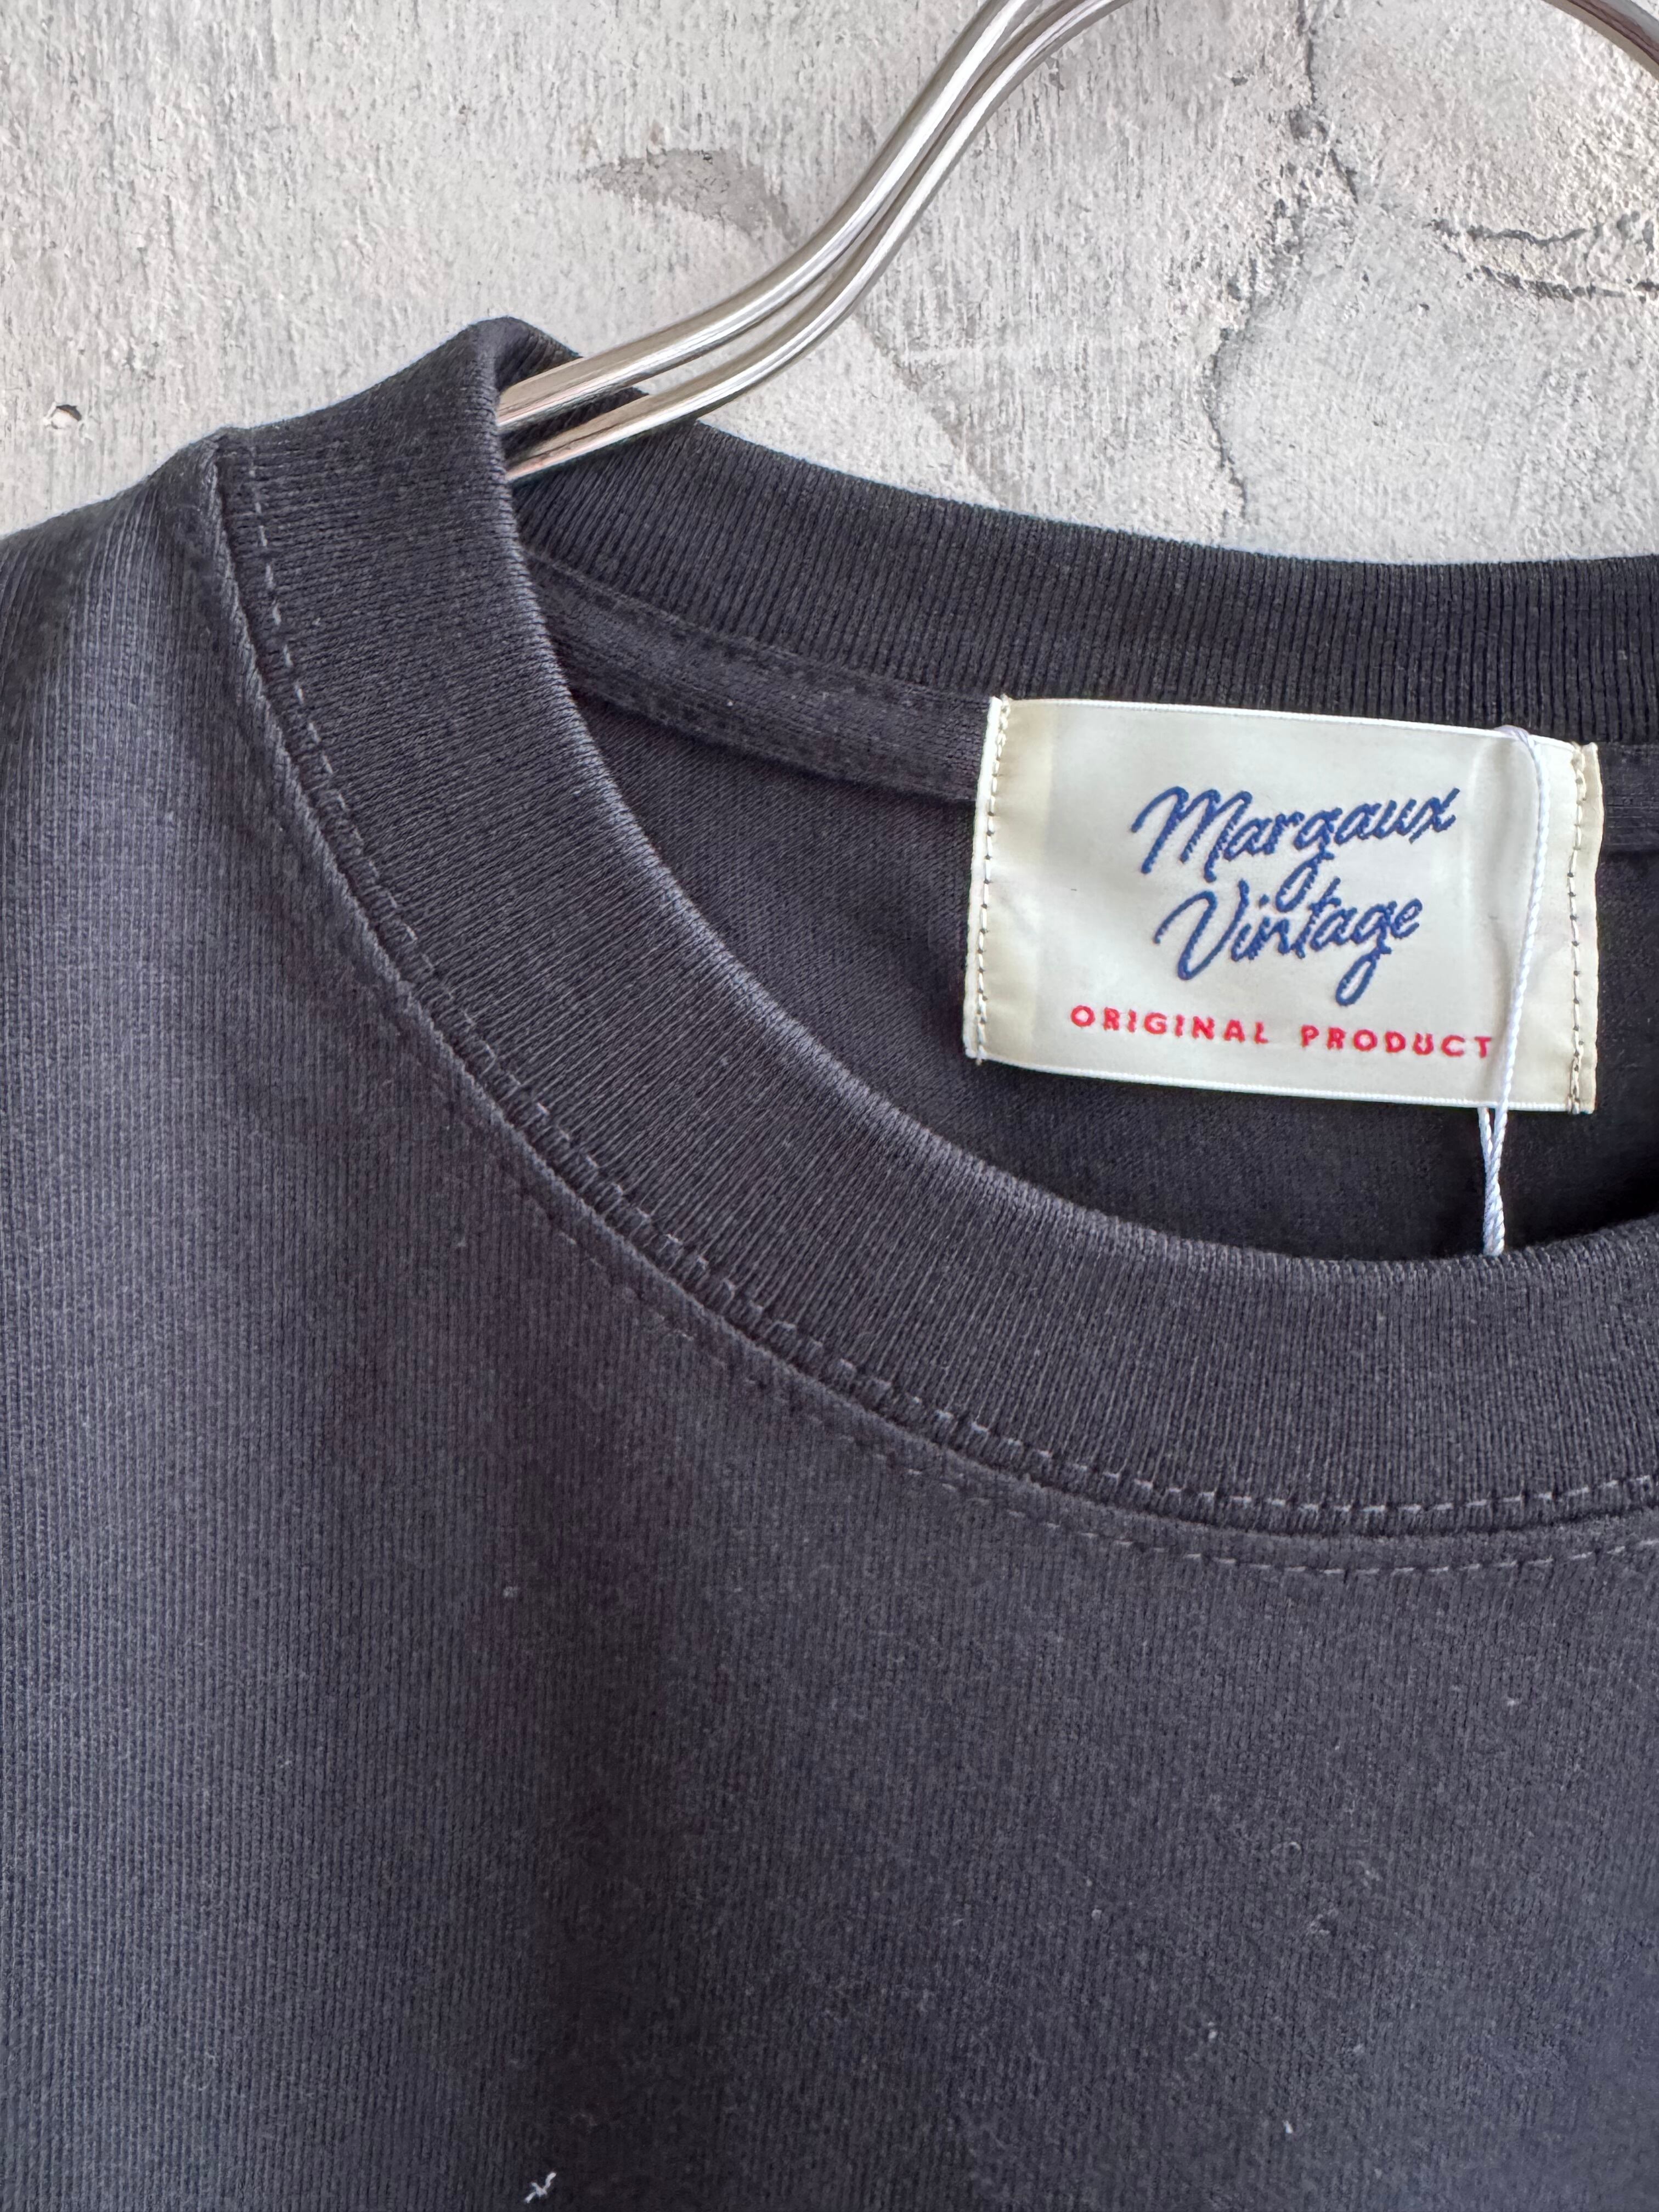 Margaux
Vintage
ORIGINAL PRODUCT